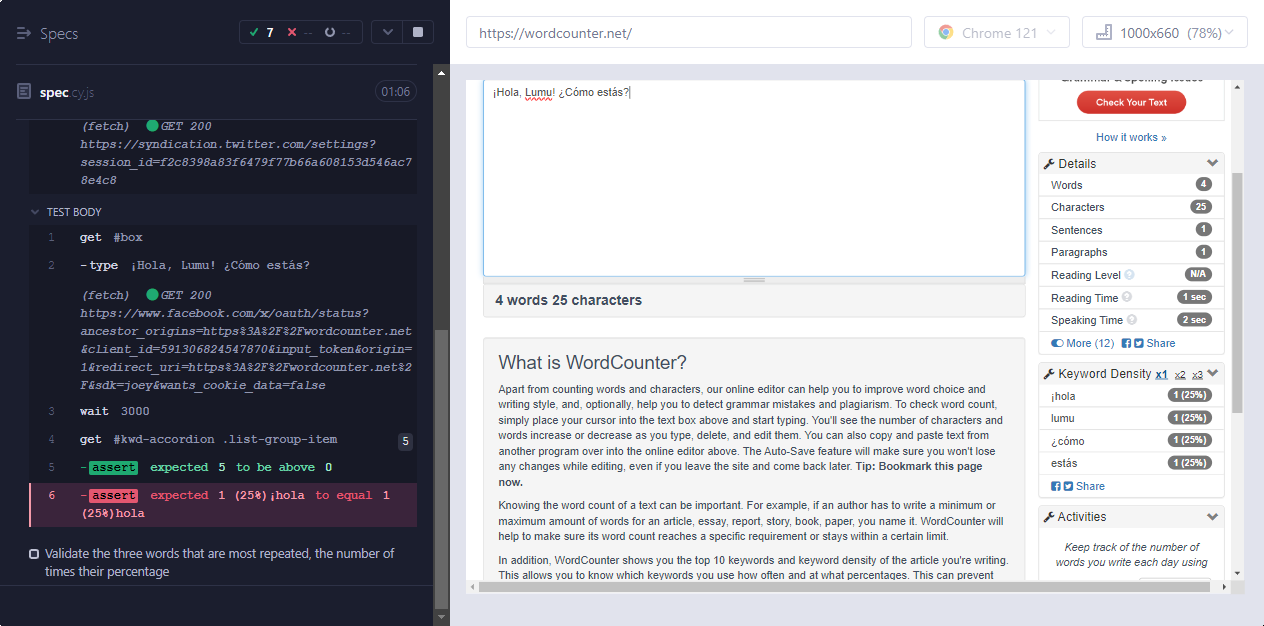 Specs
7
--
--
https://wordcounter.net/
Chrome 121
1000x660 (78%)
spec.cy.js
01:06
(fetch) GET 200
https://syndication.twitter.com/settings?
session_id=f2c8398a83f6479f77b66a608153d546ac7
8e4c8
TEST BODY
1 get #box
2 -type ¡Hola, Lumu! ¿Cómo estás?
(fetch) GET 200
https://www.facebook.com/x/oauth/status?
ancestor_origins=https%3A%2F%2Fwordcounter.net
&client_id=591306824547870&input_token&origin=
1&redirect_uri=https%3A%2F%2Fwordcounter.net%2
F&sdk=joey&wants_cookie_data=false
3 wait 3000
4 get #kwd-accordion .list-group-item 5
5 -assert expected 5 to be above 0
6 -assert expected 1 (25%)¡hola to equal 1
(25%)hola
Validate the three words that are most repeated, the number of
times their percentage
¡Hola, Lumu! ¿Cómo estás?
4 words 25 characters
What is WordCounter?
Apart from counting words and characters, our online editor can help you to improve word choice and
writing style, and, optionally, help you to detect grammar mistakes and plagiarism. To check word count,
simply place your cursor into the text box above and start typing. You'll see the number of characters and
words increase or decrease as you type, delete, and edit them. You can also copy and paste text from
another program over into the online editor above. The Auto-Save feature will make sure you won't lose
any changes while editing, even if you leave the site and come back later. Tip: Bookmark this page
now.
Knowing the word count of a text can be important. For example, if an author has to write a minimum or
maximum amount of words for an article, essay, report, story, book, paper, you name it. WordCounter will
help to make sure its word count reaches a specific requirement or stays within a certain limit.
In addition, WordCounter shows you the top 10 keywords and keyword density of the article you're writing.
This allows you to know which keywords you use how often and at what percentages. This can prevent
Grammar & Spelling Issues
Check Your Text
How it works »
Details
Words 4
Characters 25
Sentences 1
Paragraphs 1
Reading Level ? N/A
Reading Time ? 1 sec
Speaking Time ? 2 sec
More (12) Share
Keyword Density x1 x2 x3
¡hola 1 (25%)
lumu 1 (25%)
¿cómo 1 (25%)
estás 1 (25%)
Share
Activities
Keep track of the number of
words you write each day using